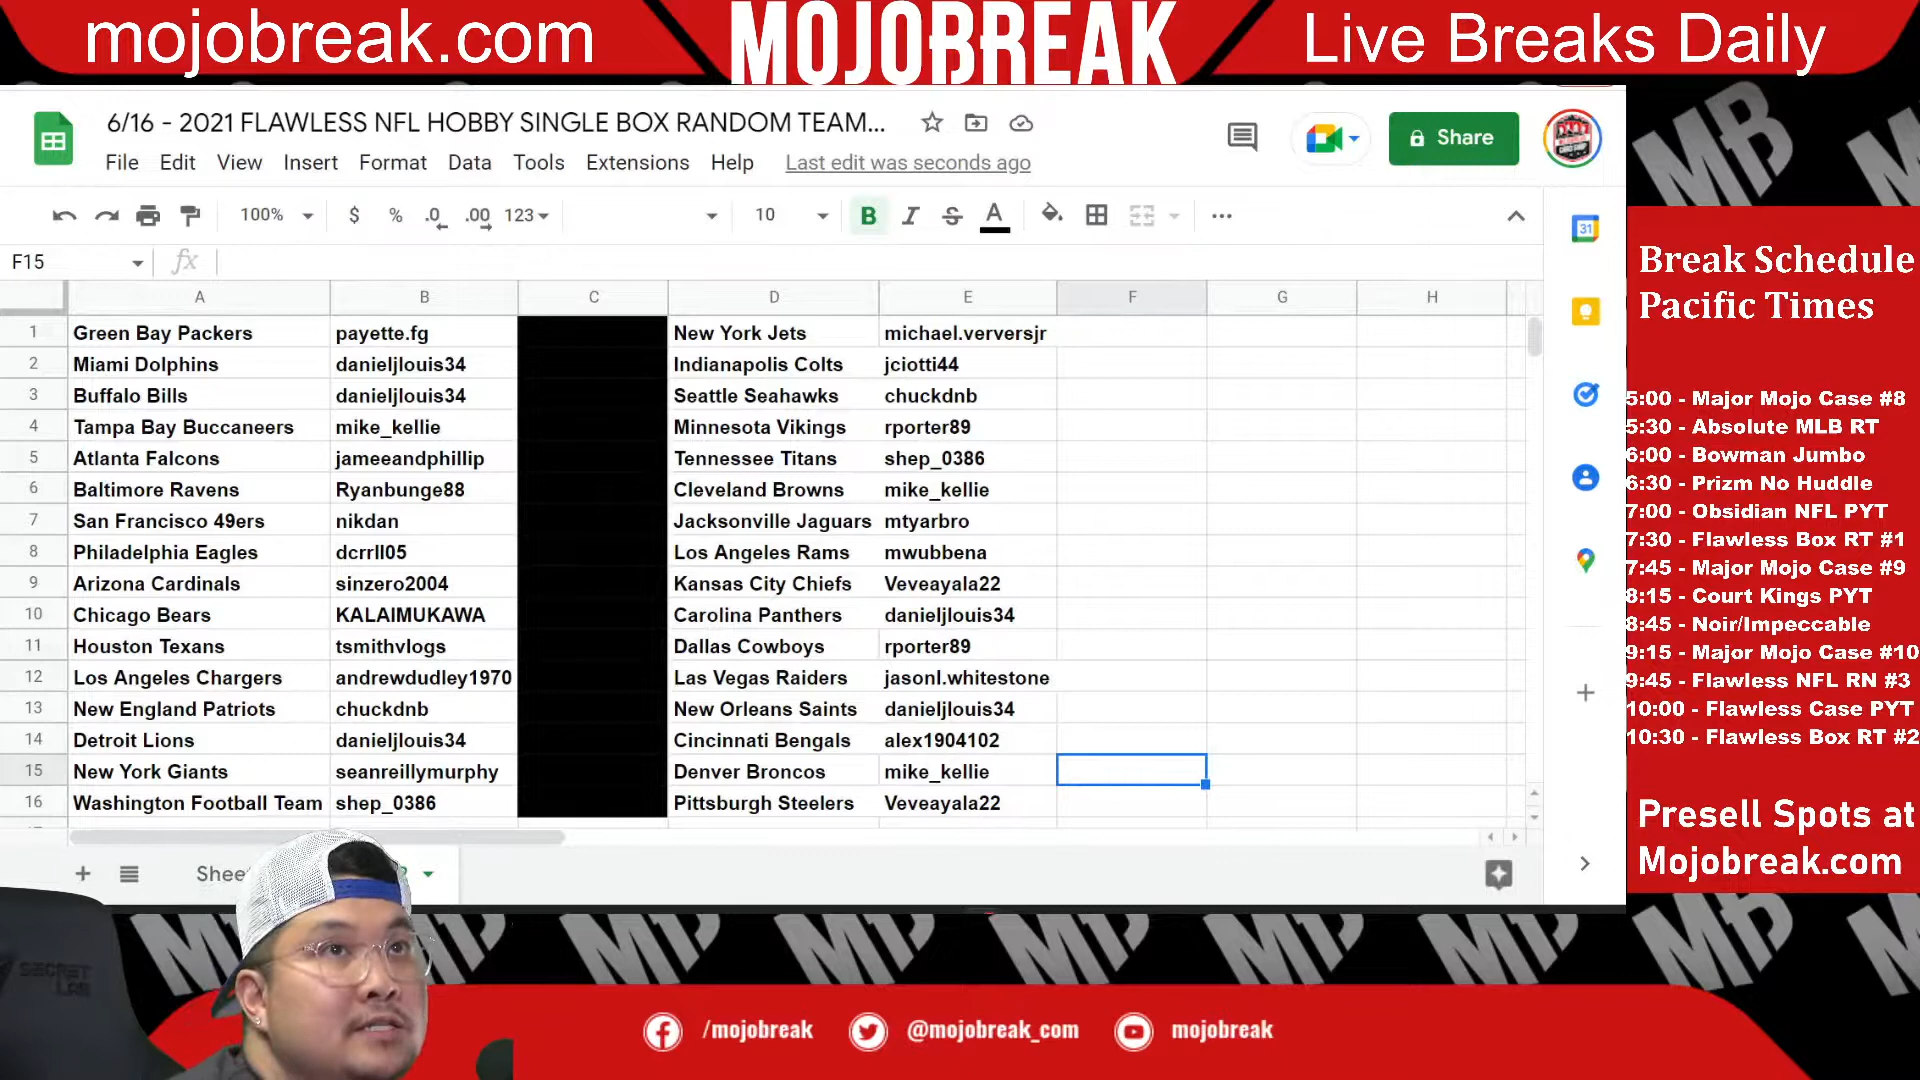 mojobreak.com
MOJOBREAK
Live Breaks Daily
6/16 - 2021 FLAWLESS NFL HOBBY SINGLE BOX RANDOM TEAM...
Share
File Edit View Insert Format Data Tools Extensions Help Last edit was seconds ago
100% $ % .0 .00 123 10 B I S A
F15 fx
A B C D E F G H
1 Green Bay Packers payette.fg New York Jets michael.verversjr
2 Miami Dolphins danieljlouis34 Indianapolis Colts jciotti44
3 Buffalo Bills danieljlouis34 Seattle Seahawks chuckdnb
4 Tampa Bay Buccaneers mike_kellie Minnesota Vikings rporter89
5 Atlanta Falcons jameeandphillip Tennessee Titans shep_0386
6 Baltimore Ravens Ryanbunge88 Cleveland Browns mike_kellie
7 San Francisco 49ers nikdan Jacksonville Jaguars mtyarbro
8 Philadelphia Eagles dcrrll05 Los Angeles Rams mwubbena
9 Arizona Cardinals sinzero2004 Kansas City Chiefs Veveayala22
10 Chicago Bears KALAIMUKAWA Carolina Panthers danieljlouis34
11 Houston Texans tsmithvlogs Dallas Cowboys rporter89
12 Los Angeles Chargers andrewdudley1970 Las Vegas Raiders jasonl.whitestone
13 New England Patriots chuckdnb New Orleans Saints danieljlouis34
14 Detroit Lions danieljlouis34 Cincinnati Bengals alex1904102
15 New York Giants seanreillymurphy Denver Broncos mike_kellie
16 Washington Football Team shep_0386 Pittsburgh Steelers Veveayala22
31
Break Schedule
Pacific Times
5:00 - Major Mojo Case #8
5:30 - Absolute MLB RT
6:00 - Bowman Jumbo
6:30 - Prizm No Huddle
7:00 - Obsidian NFL PYT
7:30 - Flawless Box RT #1
7:45 - Major Mojo Case #9
8:15 - Court Kings PYT
8:45 - Noir/Impeccable
9:15 - Major Mojo Case #10
9:45 - Flawless NFL RN #3
10:00 - Flawless Case PYT
10:30 - Flawless Box RT #2
Presell Spots at
Mojobreak.com
SECRET
LAB
/mojobreak
@mojobreak_com
mojobreak